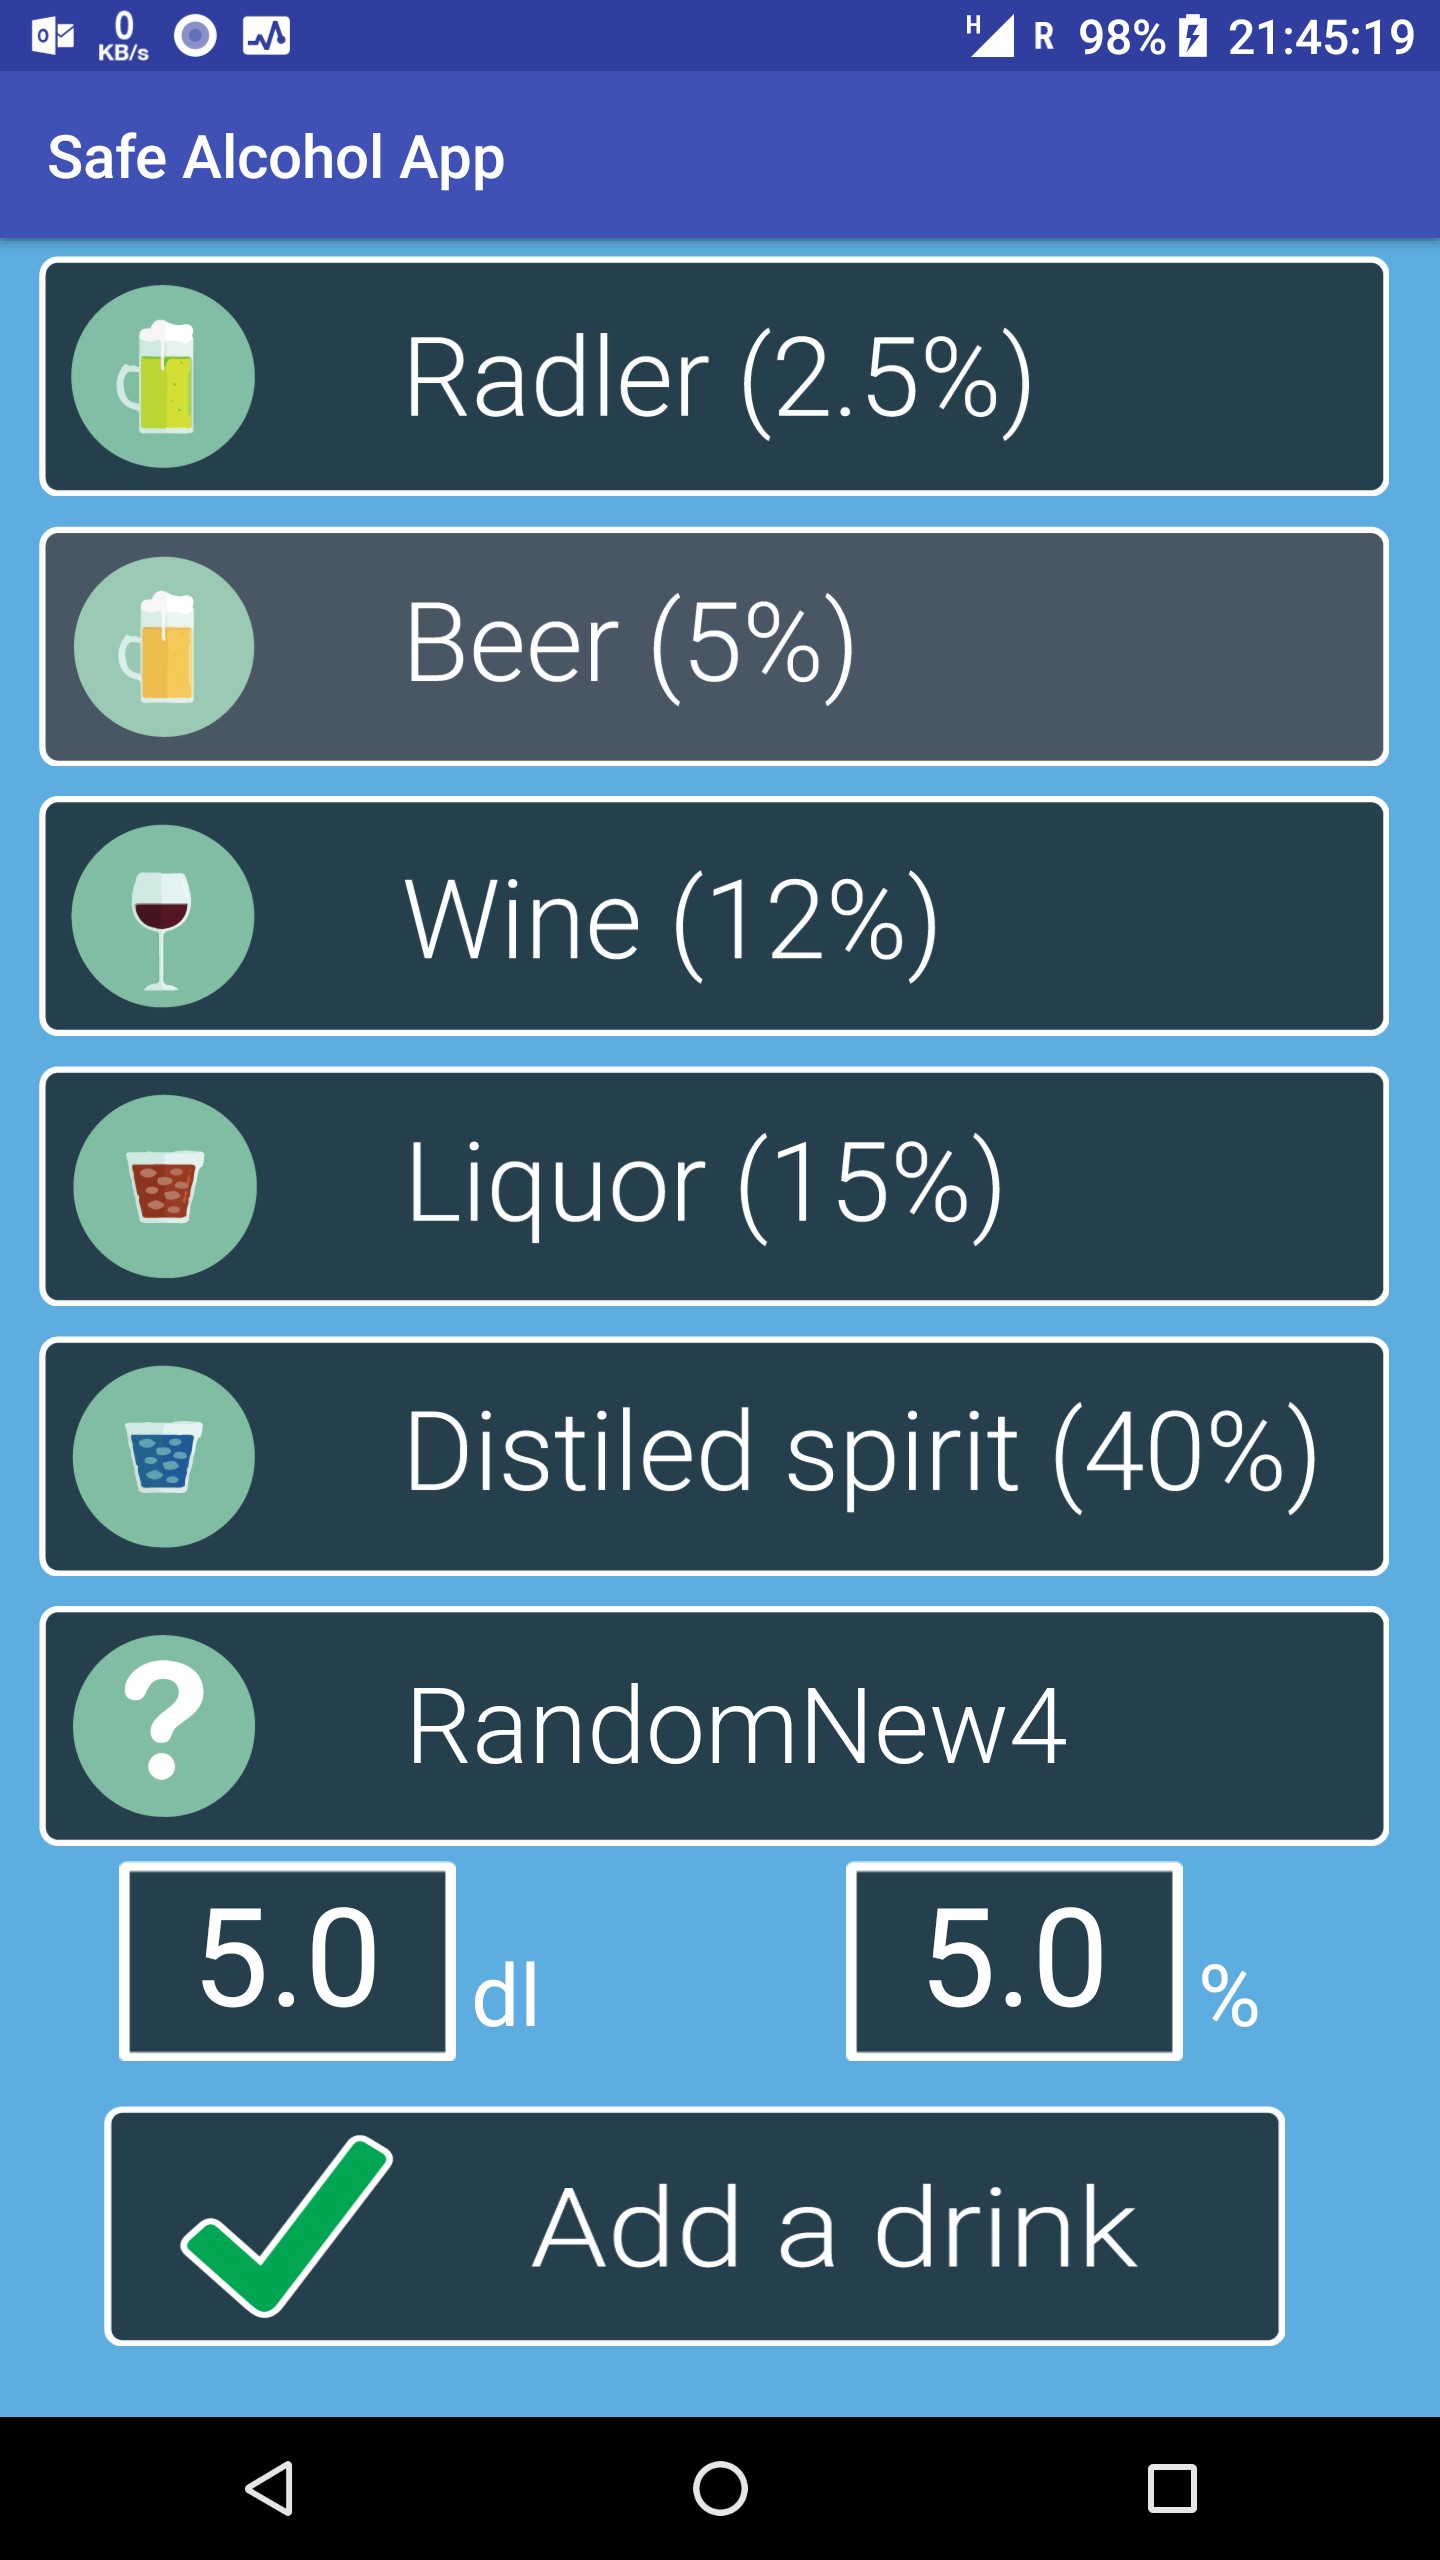 0
KB/s
H R 98% 21:45:19
Safe Alcohol App
Radler (2.5%)
Beer (5%)
Wine (12%)
Liquor (15%)
Distiled spirit (40%)
?
RandomNew4
5.0 dl 5.0 %
Add a drink